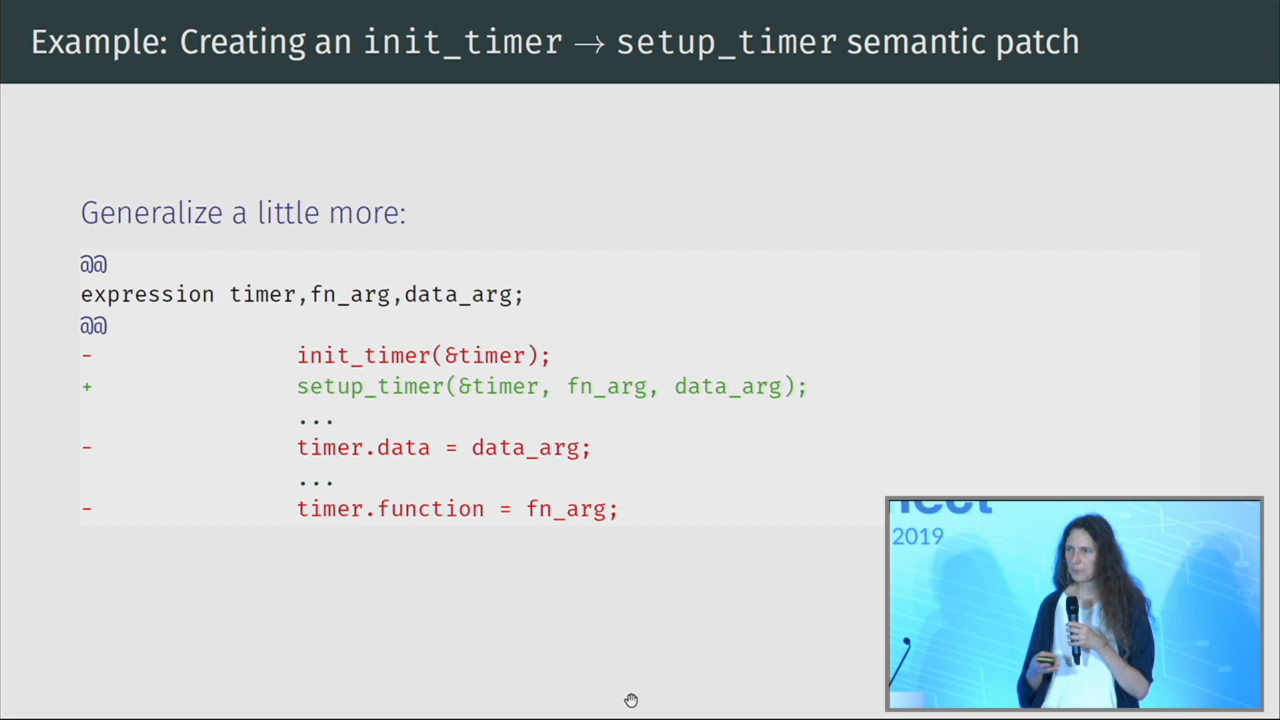 Example: Creating an init_timer → setup_timer semantic patch
Generalize a little more:
@@
expression timer,fn_arg,data_arg;
@@
- init_timer(&timer);
+ setup_timer(&timer, fn_arg, data_arg);
...
- timer.data = data_arg;
...
- timer.function = fn_arg;
2019